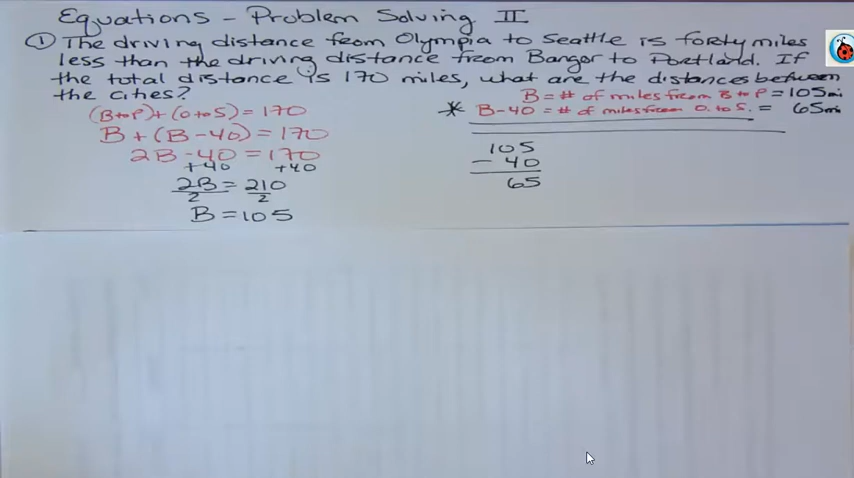 Equations - Problem Solving II
① The driving distance from Olympia to Seattle is forty miles
less than the driving distance from Bangor to Portland. If
the total distance is 170 miles, what are the distances between
the cities?
B = # of miles from B to P = 105mi
* B - 40 = # of miles from O. to S. = 65mi
(B to P) + (O to S) = 170
B + (B - 40) = 170
2B - 40 = 170
+40 +40
2B = 210
2 2
B = 105
105
- 40
65